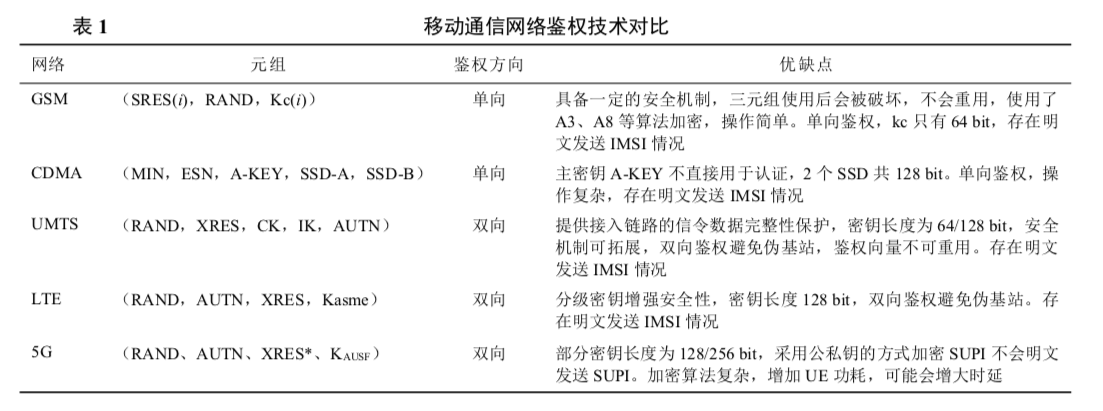 表 1 移动通信网络鉴权技术对比
网络 元组 鉴权方向 优缺点
GSM （SRES(i)，RAND，Kc(i)） 单向 具备一定的安全机制，三元组使用后会被破坏，不会重用，使用了
A3、A8 等算法加密，操作简单。单向鉴权，kc 只有 64 bit，存在明
文发送 IMSI 情况
CDMA （MIN，ESN，A-KEY，SSD-A，SSD-B） 单向 主密钥 A-KEY 不直接用于认证，2 个 SSD 共 128 bit。单向鉴权，操
作复杂，存在明文发送 IMSI 情况
UMTS （RAND，XRES，CK，IK，AUTN） 双向 提供接入链路的信令数据完整性保护，密钥长度为 64/128 bit，安全
机制可拓展，双向鉴权避免伪基站，鉴权向量不可重用。存在明文
发送 IMSI 情况
LTE （RAND，AUTN，XRES，Kasme） 双向 分级密钥增强安全性，密钥长度 128 bit，双向鉴权避免伪基站。存
在明文发送 IMSI 情况
5G （RAND、AUTN、XRES*、KAUSF） 双向 部分密钥长度为 128/256 bit，采用公私钥的方式加密 SUPI 不会明文
发送 SUPI。加密算法复杂，增加 UE 功耗，可能会增大时延